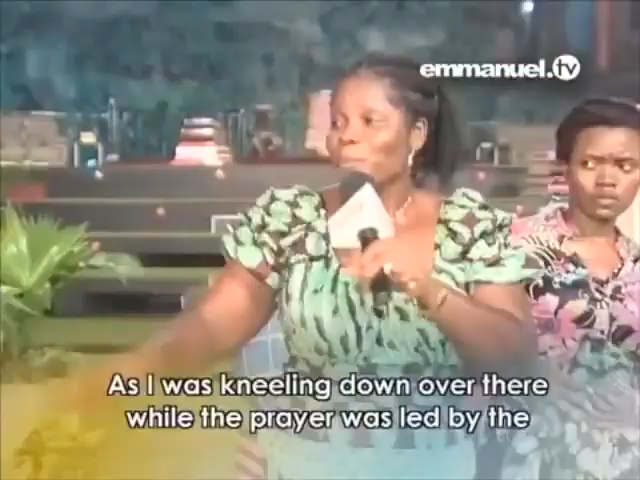 emmanuel.tv
As I was kneeling down over there
while the prayer was led by the